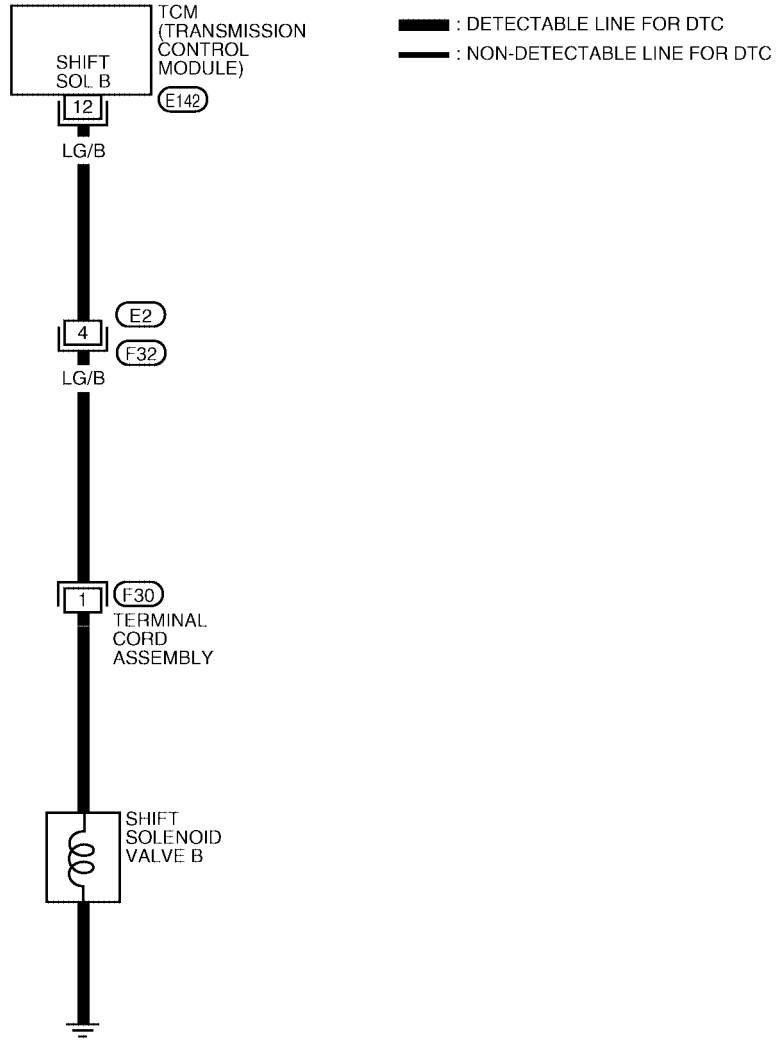 TCM
(TRANSMISSION
CONTROL
MODULE)
SHIFT
SOL B
12
E142
LG/B
: DETECTABLE LINE FOR DTC
: NON-DETECTABLE LINE FOR DTC
4
E2
F32
LG/B
1
F30
TERMINAL
CORD
ASSEMBLY
SHIFT
SOLENOID
VALVE B